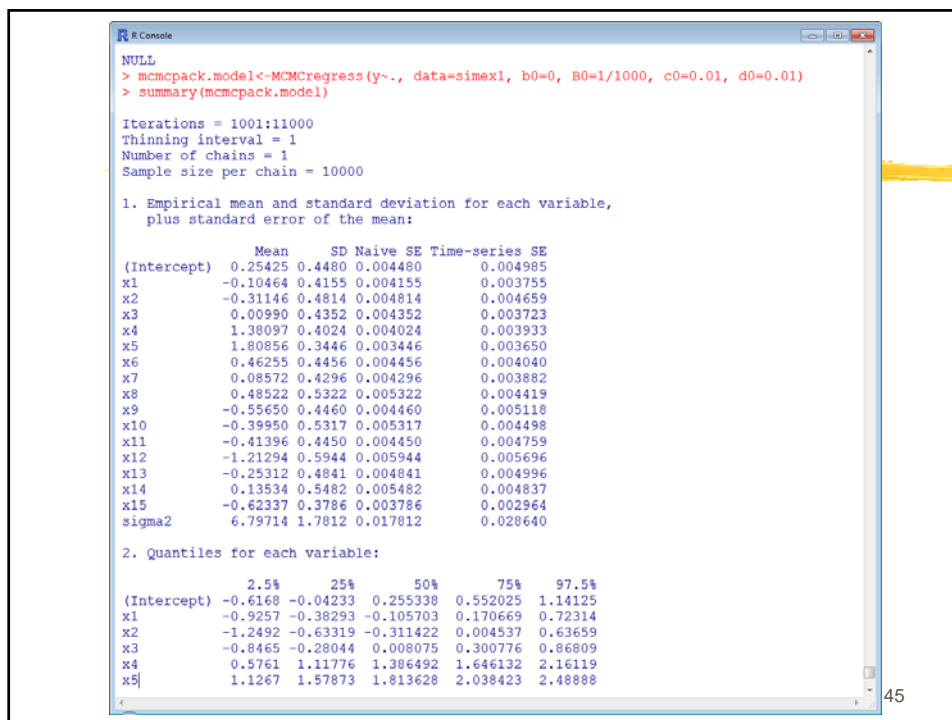 R Console
NULL
> mcmcpack.model<-MCMCregress(y~., data=simex1, b0=0, B0=1/1000, c0=0.01, d0=0.01)
> summary(mcmcpack.model)
Iterations = 1001:11000
Thinning interval = 1
Number of chains = 1
Sample size per chain = 10000
1. Empirical mean and standard deviation for each variable,
plus standard error of the mean:
Mean SD Naive SE Time-series SE
(Intercept) 0.25425 0.4480 0.004480 0.004985
x1 -0.10464 0.4155 0.004155 0.003755
x2 -0.31146 0.4814 0.004814 0.004659
x3 0.00990 0.4352 0.004352 0.003723
x4 1.38097 0.4024 0.004024 0.003933
x5 1.80856 0.3446 0.003446 0.003650
x6 0.46255 0.4456 0.004456 0.004040
x7 0.08572 0.4296 0.004296 0.003882
x8 0.48522 0.5322 0.005322 0.004419
x9 -0.55650 0.4460 0.004460 0.005118
x10 -0.39950 0.5317 0.005317 0.004498
x11 -0.41396 0.4450 0.004450 0.004759
x12 -1.21294 0.5944 0.005944 0.005696
x13 -0.25312 0.4841 0.004841 0.004996
x14 0.13534 0.5482 0.005482 0.004837
x15 -0.62337 0.3786 0.003786 0.002964
sigma2 6.79714 1.7812 0.017812 0.028640
2. Quantiles for each variable:
2.5% 25% 50% 75% 97.5%
(Intercept) -0.6168 -0.04233 0.255338 0.552025 1.14125
x1 -0.9257 -0.38293 -0.105703 0.170669 0.72314
x2 -1.2492 -0.63319 -0.311422 0.004537 0.63659
x3 -0.8465 -0.28044 0.008075 0.300776 0.86809
x4 0.5761 1.11776 1.386492 1.646132 2.16119
x5 1.1267 1.57873 1.813628 2.038423 2.48888
45